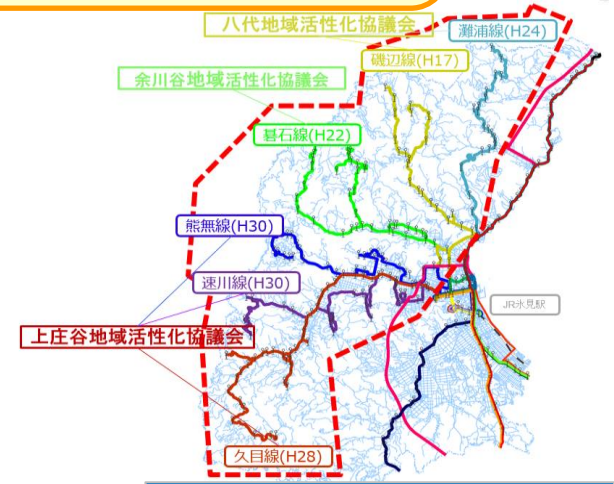 八代地域活性化協議会
灘浦線(H24)
磯辺線(H17)
余川谷地域活性化協議会
碁石線(H22)
熊無線(H30)
速川線(H30)
JR氷見駅
上庄谷地域活性化協議会
久目線(H28)